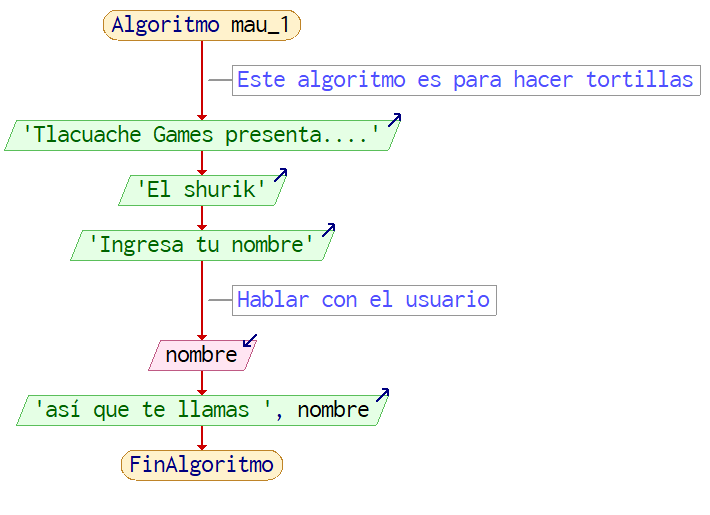 Algoritmo mau_1
Este algoritmo es para hacer tortillas
'Tlacuache Games presenta....'
'El shurik'
'Ingresa tu nombre'
Hablar con el usuario
nombre
'así que te llamas ', nombre
FinAlgoritmo